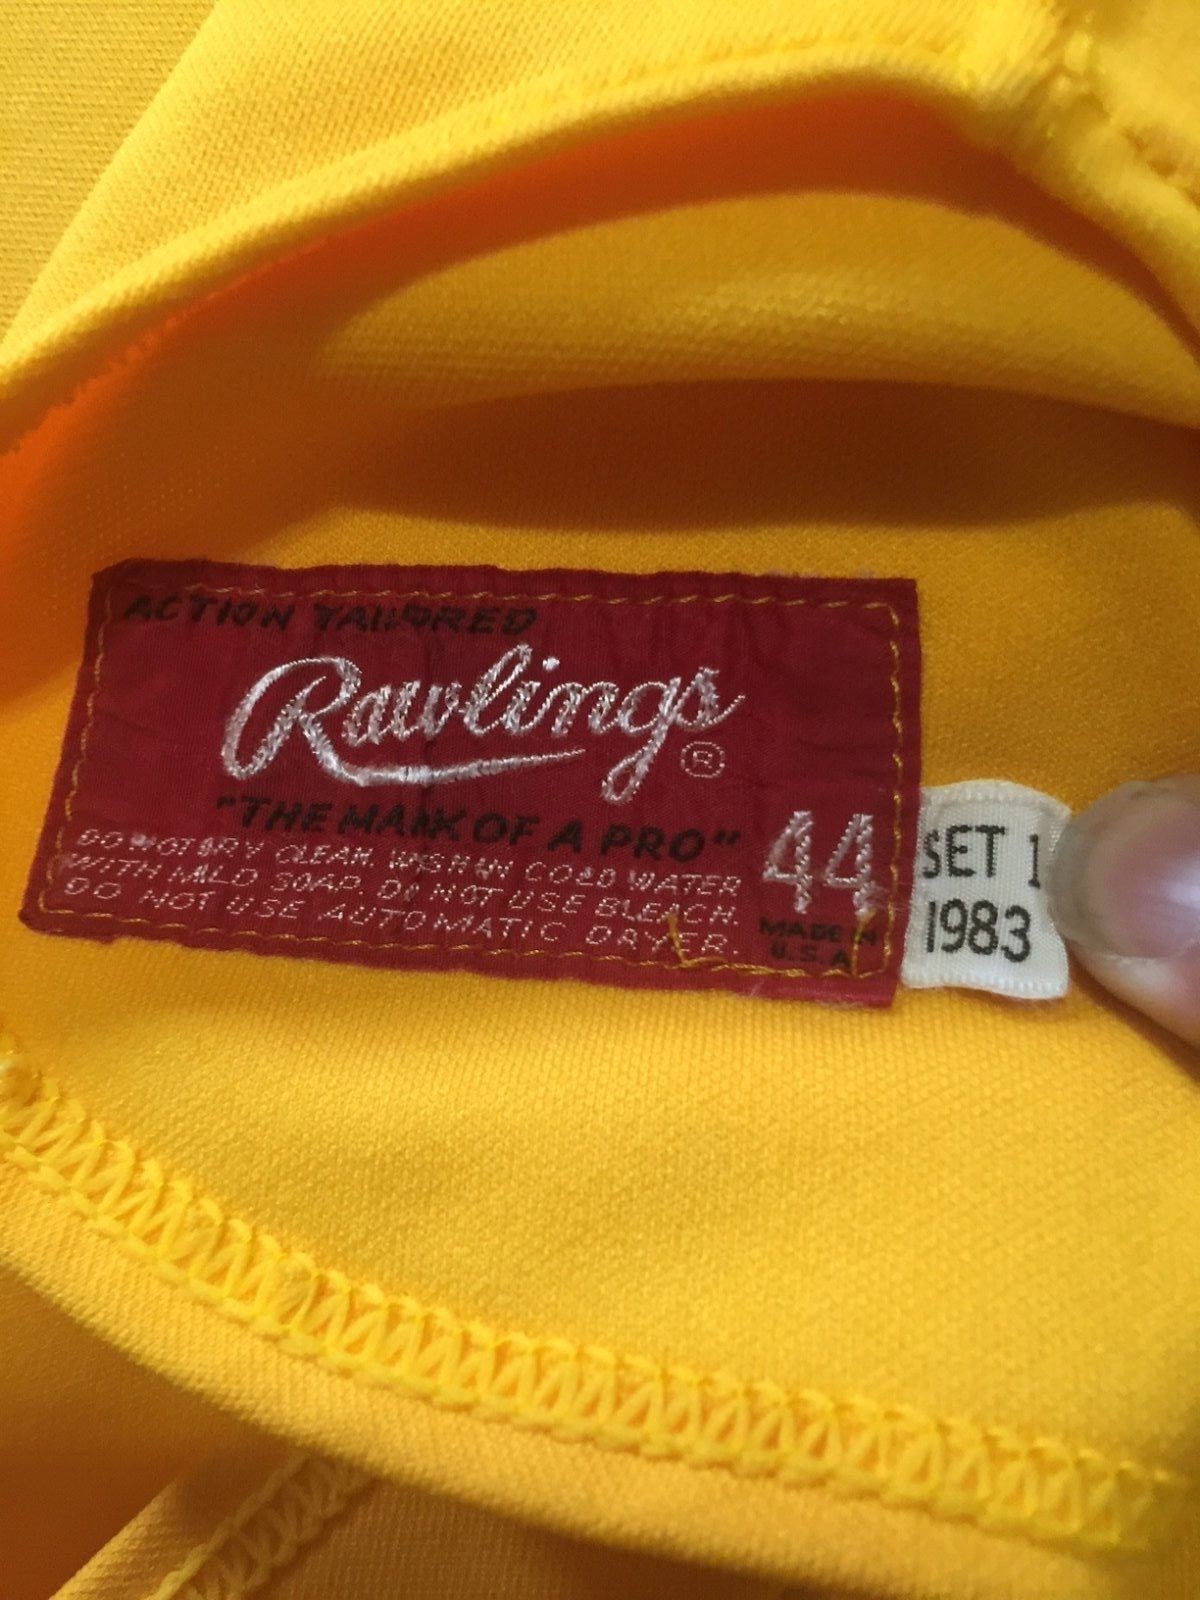 ACTION TAILORED
Rawlings ®
"THE MARK OF A PRO"
DO NOT DRY CLEAN. WASH IN COLD WATER
WITH MILD SOAP. DO NOT USE BLEACH.
DO NOT USE AUTOMATIC DRYER.
44
MADE IN
U.S.A
SET 1
1983